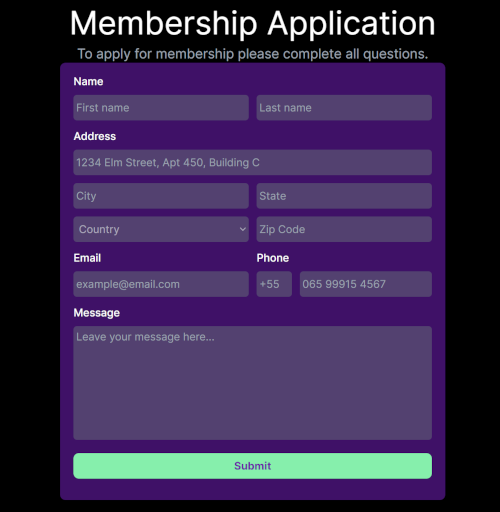 Membership Application
To apply for membership please complete all questions.
Name
First name Last name
Address
1234 Elm Street, Apt 450, Building C
City State
Country Zip Code
Email Phone
example@email.com +55 065 99915 4567
Message
Leave your message here...
Submit